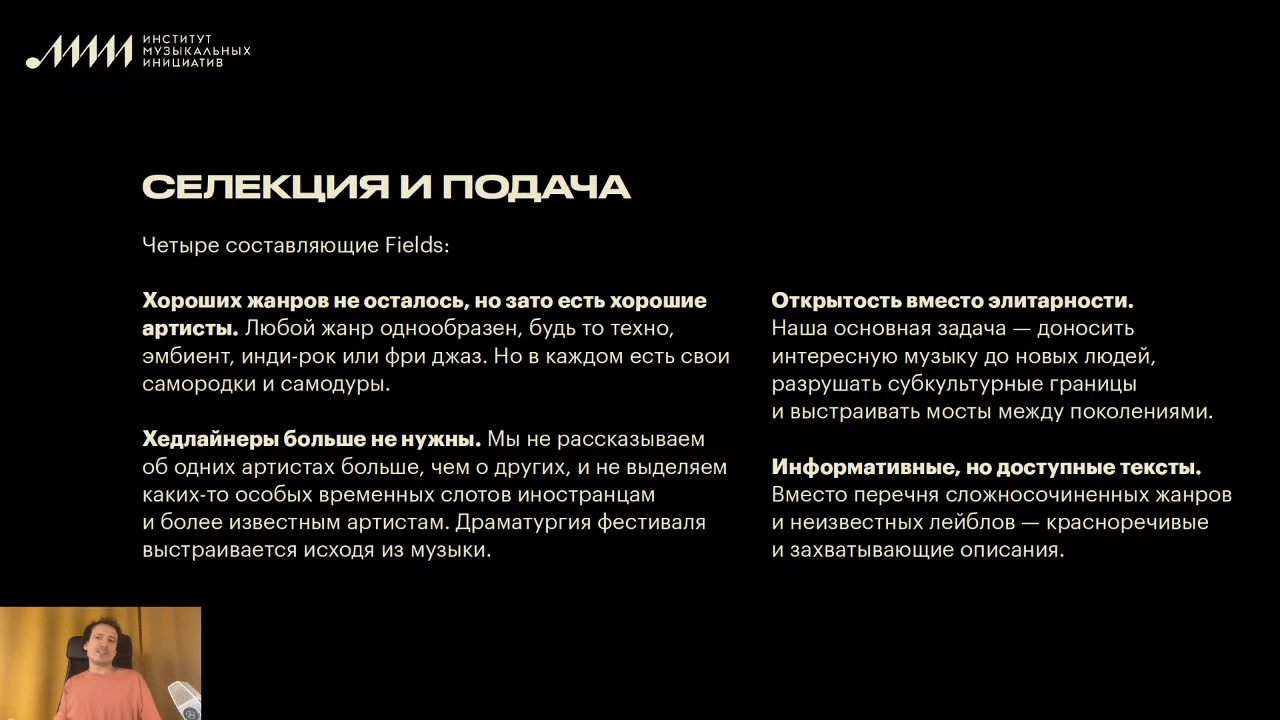 ИНСТИТУТ
МУЗЫКАЛЬНЫХ
ИНИЦИАТИВ
СЕЛЕКЦИЯ И ПОДАЧА
Четыре составляющие Fields:
Хороших жанров не осталось, но зато есть хорошие
артисты. Любой жанр однообразен, будь то техно,
эмбиент, инди-рок или фри джаз. Но в каждом есть свои
самородки и самодуры.
Хедлайнеры больше не нужны. Мы не рассказываем
об одних артистах больше, чем о других, и не выделяем
каких-то особых временных слотов иностранцам
и более известным артистам. Драматургия фестиваля
выстраивается исходя из музыки.
Открытость вместо элитарности.
Наша основная задача — доносить
интересную музыку до новых людей,
разрушать субкультурные границы
и выстраивать мосты между поколениями.
Информативные, но доступные тексты.
Вместо перечня сложносочиненных жанров
и неизвестных лейблов — красноречивые
и захватывающие описания.